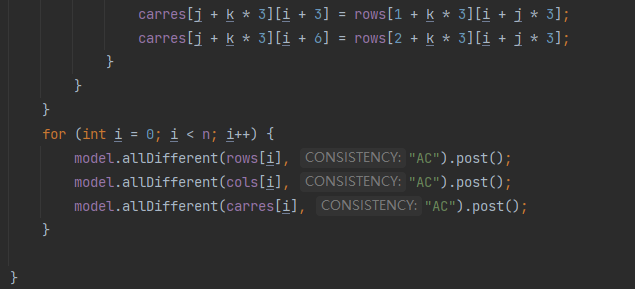 carres[j + k * 3][i + 3] = rows[1 + k * 3][i + j * 3];
carres[j + k * 3][i + 6] = rows[2 + k * 3][i + j * 3];
}
}
}
for (int i = 0; i < n; i++) {
model.allDifferent(rows[i], CONSISTENCY: "AC").post();
model.allDifferent(cols[i], CONSISTENCY: "AC").post();
model.allDifferent(carres[i], CONSISTENCY: "AC").post();
}
}